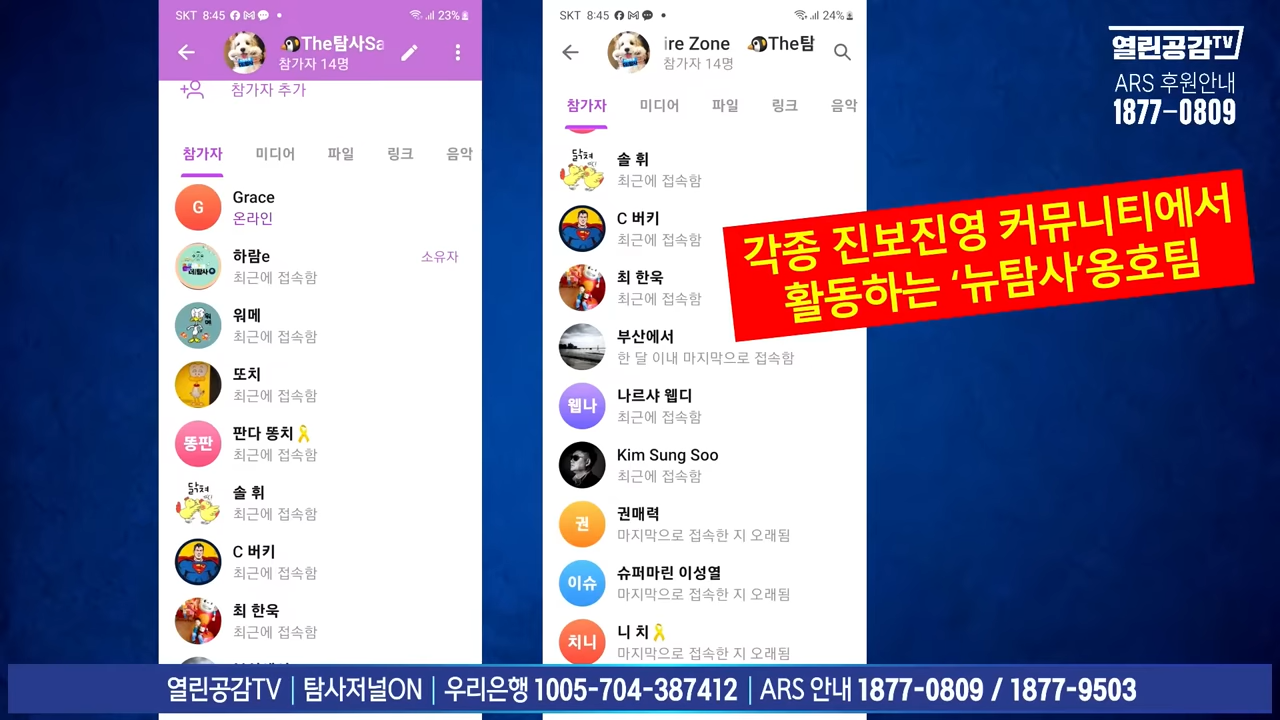 SKT 8:45 23%
🐧The탐사Sa
참가자 14명
참가자 추가
참가자 미디어 파일 링크 음악
G
Grace
온라인
하람e
소유자
최근에 접속함
워메
최근에 접속함
또치
최근에 접속함
똥판
판다 똥치🎗
최근에 접속함
솔 휘
최근에 접속함
C 버키
최근에 접속함
최 한욱
최근에 접속함
SKT 8:45 24%
ire Zone 🐧The탐
참가자 14명
참가자 미디어 파일 링크 음악
솔 휘
최근에 접속함
C 버키
최근에 접속함
최 한욱
최근에 접속함
부산에서
한 달 이내 마지막으로 접속함
웹나
나르샤 웹디
최근에 접속함
Kim Sung Soo
최근에 접속함
권
권매력
마지막으로 접속한 지 오래됨
이슈
슈퍼마린 이성열
마지막으로 접속한 지 오래됨
치니
니 치🎗
마지막으로 접속한 지 오래됨
열린공감TV
ARS 후원안내
1877-0809
각종 진보진영 커뮤니티에서
활동하는 '뉴탐사'옹호팀
열린공감TV | 탐사저널ON | 우리은행 1005-704-387412 | ARS 안내 1877-0809 / 1877-9503